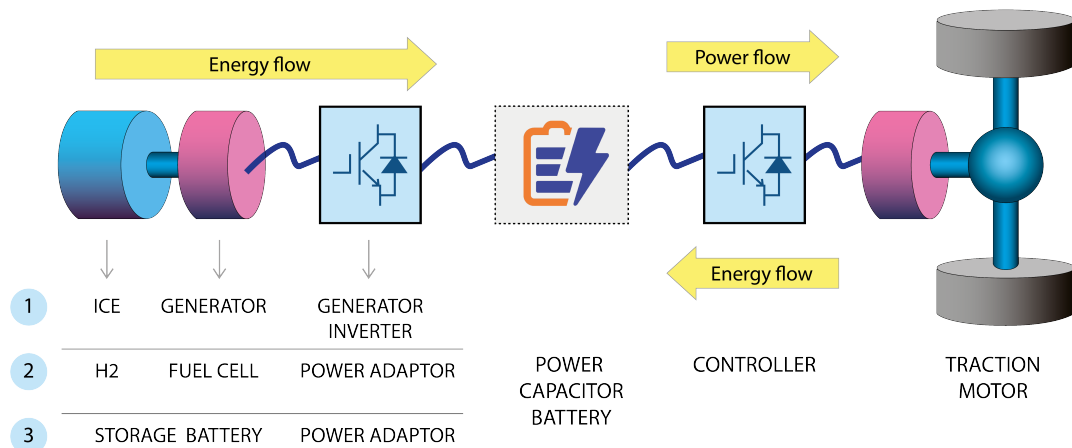 Energy flow
Power flow
Energy flow
1 ICE GENERATOR GENERATOR
INVERTER
2 H2 FUEL CELL POWER ADAPTOR
POWER
CAPACITOR
BATTERY
CONTROLLER
TRACTION
MOTOR
3 STORAGE BATTERY POWER ADAPTOR